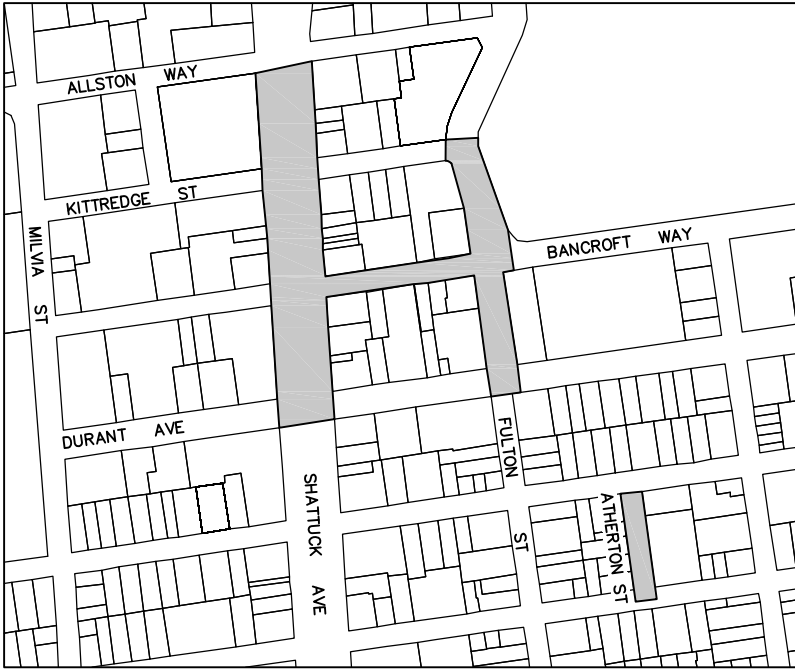 ALLSTON WAY
KITTREDGE ST
MILVIA ST
BANCROFT WAY
DURANT AVE
FULTON ST
SHATTUCK AVE
ATHERTON ST